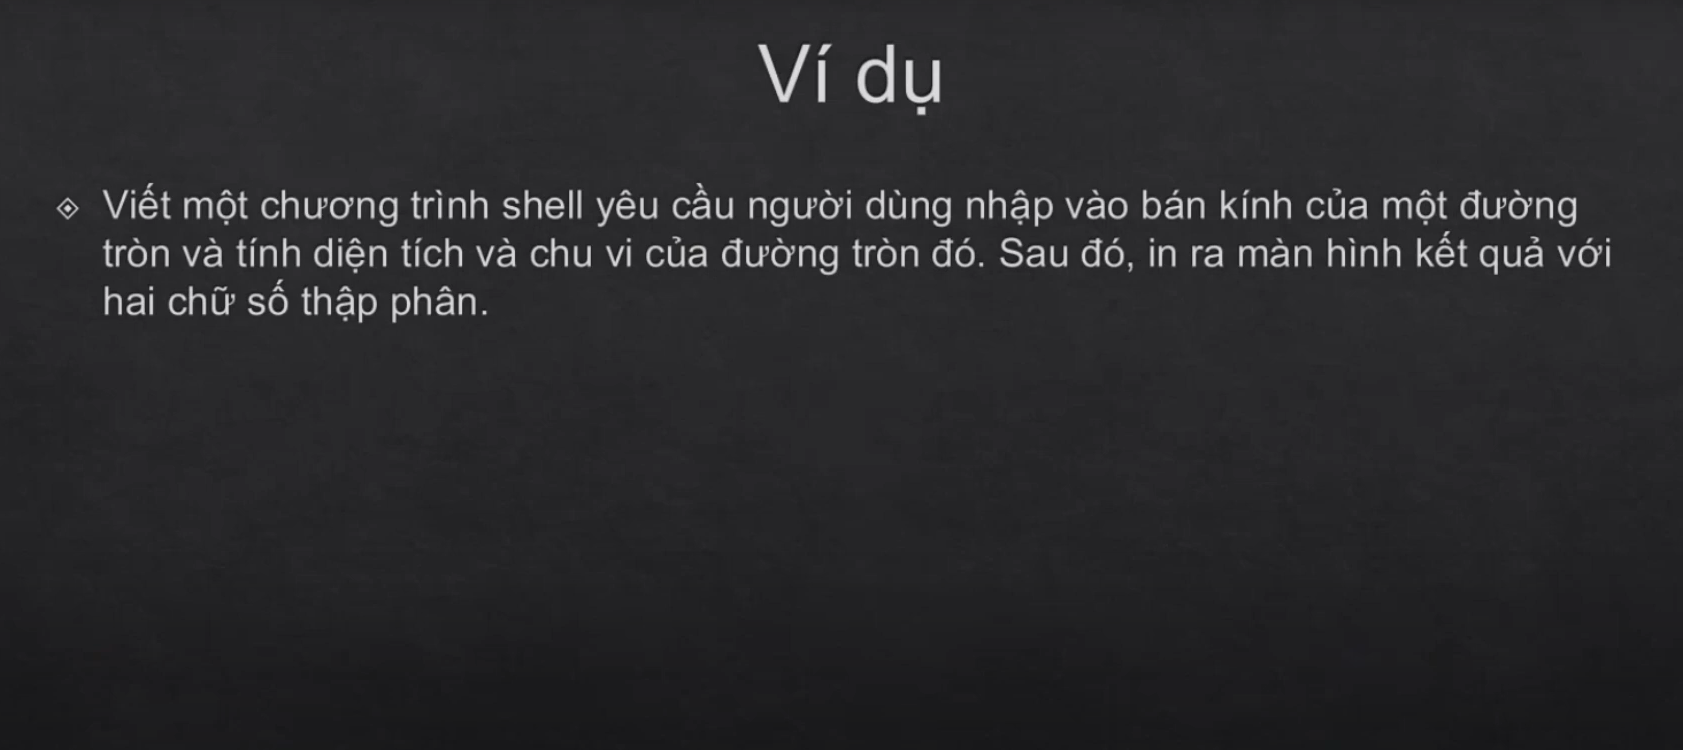 Ví dụ
Viết một chương trình shell yêu cầu người dùng nhập vào bán kính của một đường
tròn và tính diện tích và chu vi của đường tròn đó. Sau đó, in ra màn hình kết quả với
hai chữ số thập phân.